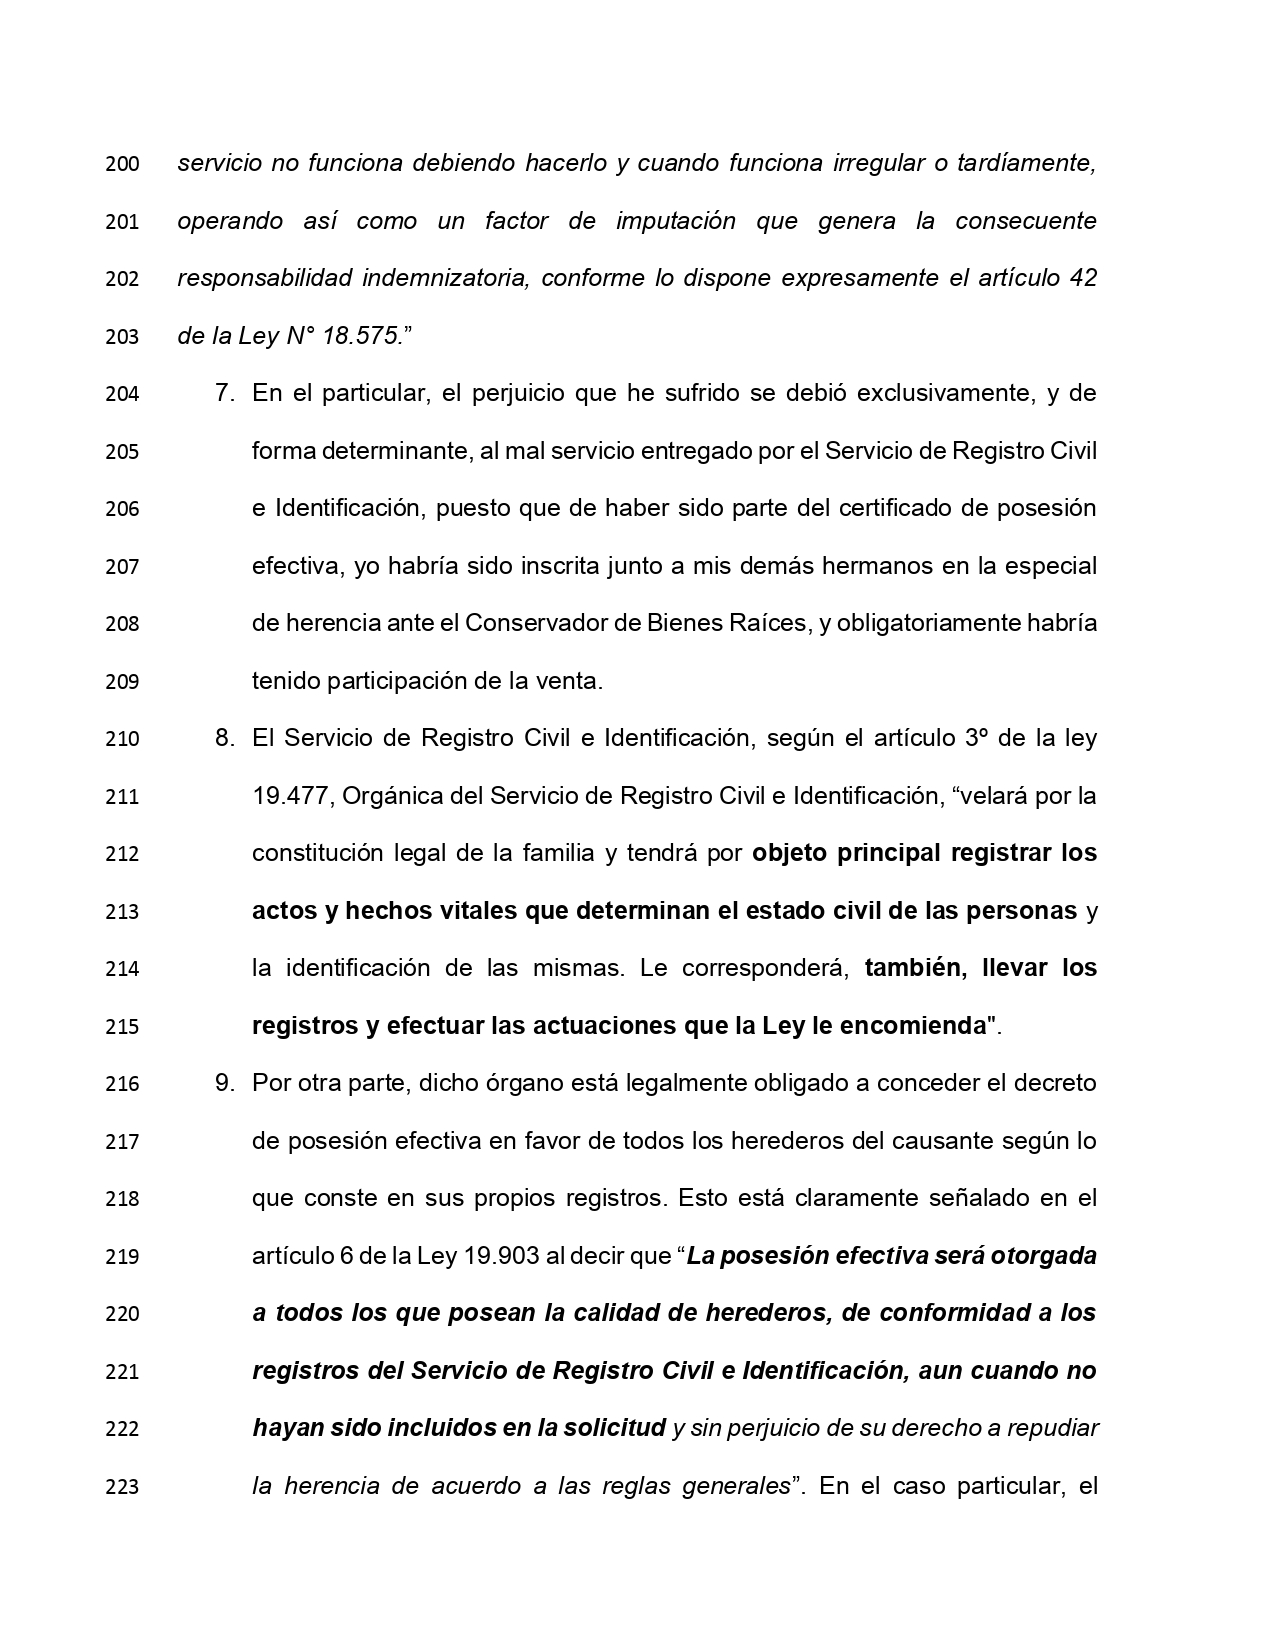 200 servicio no funciona debiendo hacerlo y cuando funciona irregular o tardíamente,
201 operando así como un factor de imputación que genera la consecuente
202 responsabilidad indemnizatoria, conforme lo dispone expresamente el artículo 42
203 de la Ley N° 18.575.”
204 7. En el particular, el perjuicio que he sufrido se debió exclusivamente, y de
205 forma determinante, al mal servicio entregado por el Servicio de Registro Civil
206 e Identificación, puesto que de haber sido parte del certificado de posesión
207 efectiva, yo habría sido inscrita junto a mis demás hermanos en la especial
208 de herencia ante el Conservador de Bienes Raíces, y obligatoriamente habría
209 tenido participación de la venta.
210 8. El Servicio de Registro Civil e Identificación, según el artículo 3º de la ley
211 19.477, Orgánica del Servicio de Registro Civil e Identificación, “velará por la
212 constitución legal de la familia y tendrá por objeto principal registrar los
213 actos y hechos vitales que determinan el estado civil de las personas y
214 la identificación de las mismas. Le corresponderá, también, llevar los
215 registros y efectuar las actuaciones que la Ley le encomienda".
216 9. Por otra parte, dicho órgano está legalmente obligado a conceder el decreto
217 de posesión efectiva en favor de todos los herederos del causante según lo
218 que conste en sus propios registros. Esto está claramente señalado en el
219 artículo 6 de la Ley 19.903 al decir que “La posesión efectiva será otorgada
220 a todos los que posean la calidad de herederos, de conformidad a los
221 registros del Servicio de Registro Civil e Identificación, aun cuando no
222 hayan sido incluidos en la solicitud y sin perjuicio de su derecho a repudiar
223 la herencia de acuerdo a las reglas generales”. En el caso particular, el